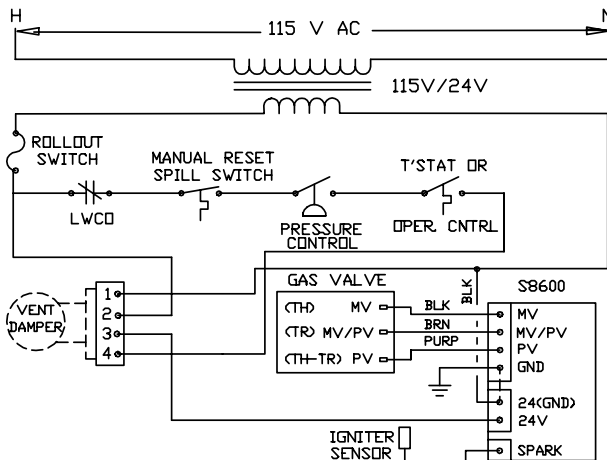 H
N
115 V AC
115V/24V
ROLLOUT
SWITCH
MANUAL RESET
SPILL SWITCH
T'STAT OR
LWCO
PRESSURE
CONTROL
OPER. CNTRL
GAS VALVE
BLK
S8600
VENT
DAMPER
1
2
3
4
(TH) MV
(TR) MV/PV
(TH-TR) PV
BLK
BRN
PURP
MV
MV/PV
PV
GND
24(GND)
24V
IGNITER
SENSOR
SPARK